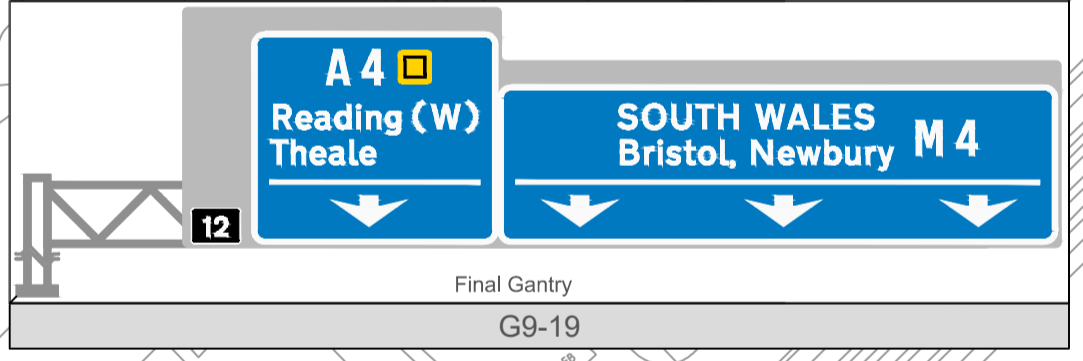 A 4
Reading (W)
Theale
SOUTH WALES
Bristol, Newbury
M 4
12
Final Gantry
G9-19